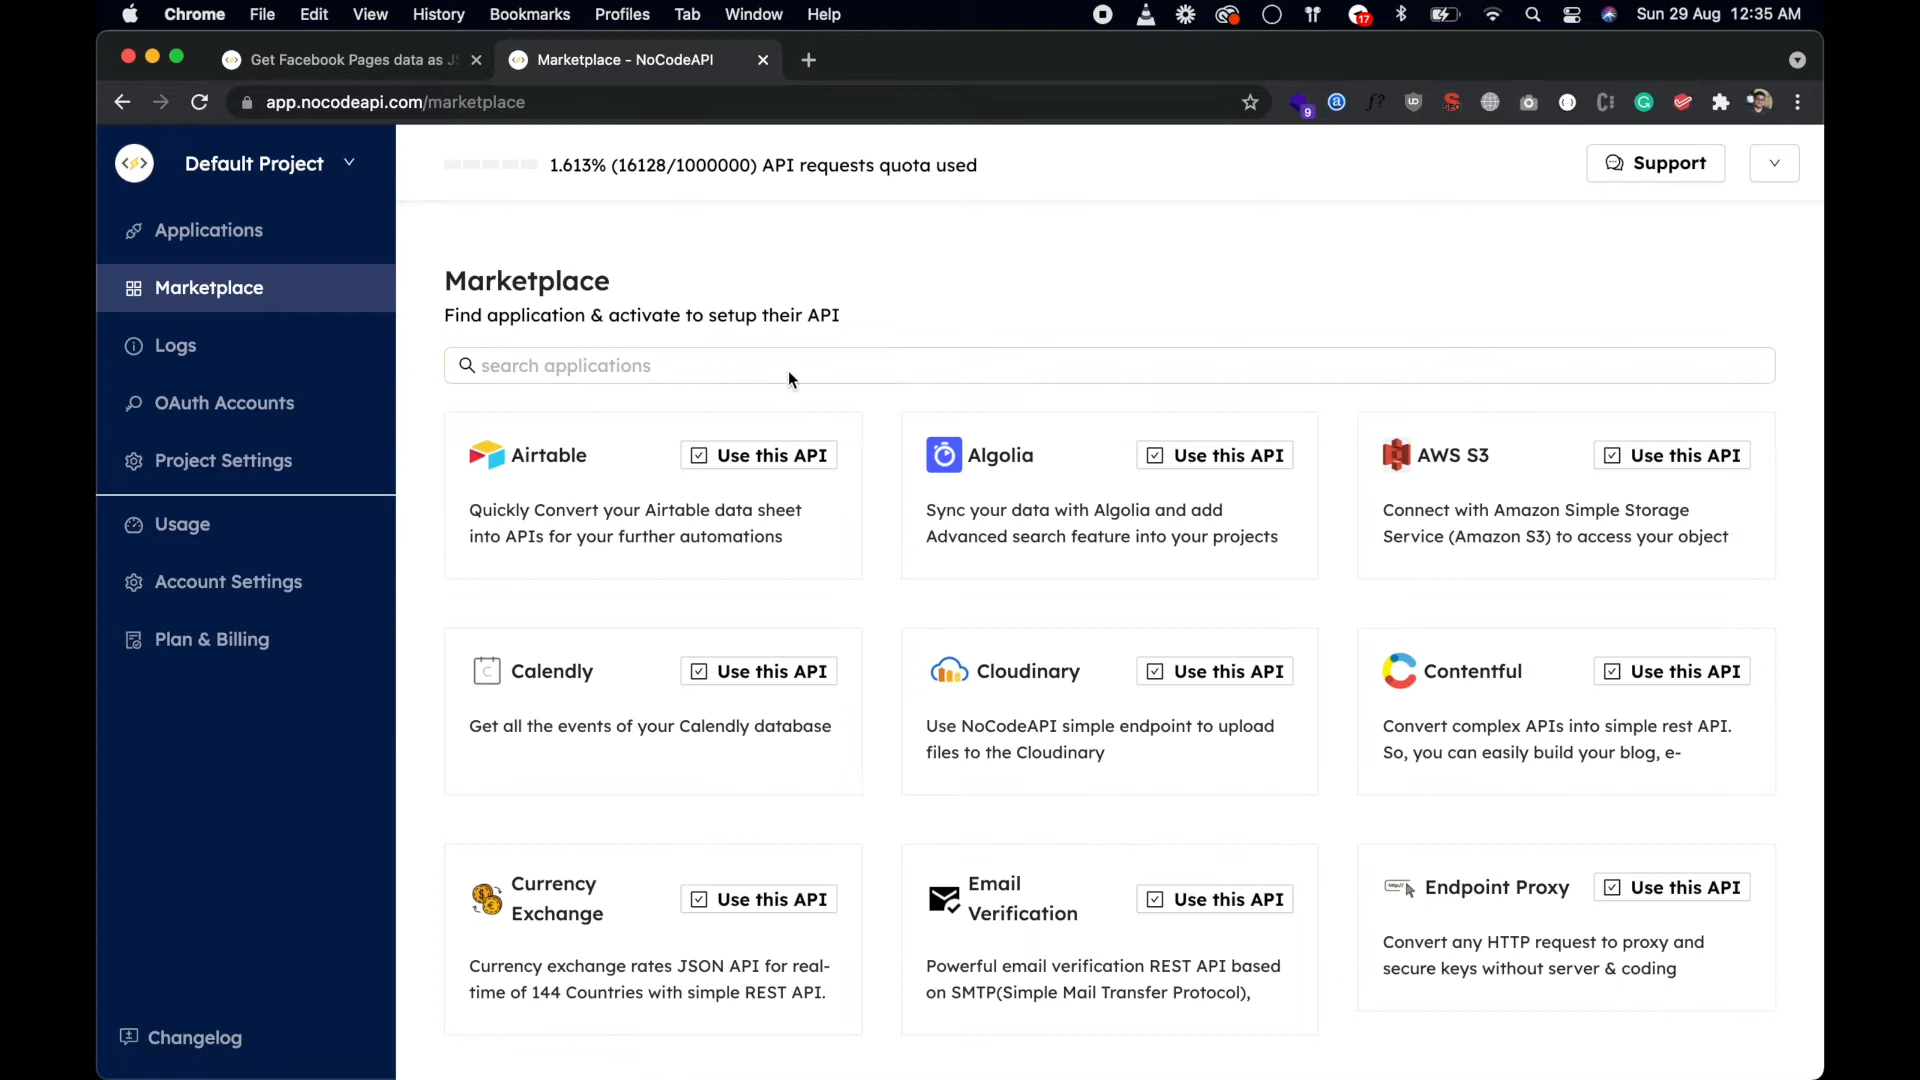 Chrome File Edit View History Bookmarks Profiles Tab Window Help 17 Sun 29 Aug 12:35 AM
Get Facebook Pages data as JS Marketplace - NoCodeAPI
app.nocodeapi.com/marketplace
9
Default Project
1.613% (16128/1000000) API requests quota used
Support
Applications
Marketplace
Logs
OAuth Accounts
Project Settings
Usage
Account Settings
Plan & Billing
Changelog
Marketplace
Find application & activate to setup their API
search applications
Airtable
Use this API
Quickly Convert your Airtable data sheet
into APIs for your further automations
Algolia
Use this API
Sync your data with Algolia and add
Advanced search feature into your projects
AWS S3
Use this API
Connect with Amazon Simple Storage
Service (Amazon S3) to access your object
Calendly
Use this API
Get all the events of your Calendly database
Cloudinary
Use this API
Use NoCodeAPI simple endpoint to upload
files to the Cloudinary
Contentful
Use this API
Convert complex APIs into simple rest API.
So, you can easily build your blog, e-
Currency
Exchange
Use this API
Currency exchange rates JSON API for real-
time of 144 Countries with simple REST API.
Email
Verification
Use this API
Powerful email verification REST API based
on SMTP(Simple Mail Transfer Protocol),
Endpoint Proxy
Use this API
Convert any HTTP request to proxy and
secure keys without server & coding